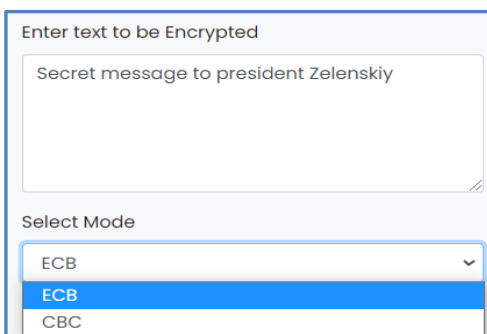 Enter text to be Encrypted
Secret message to president Zelenskiy
Select Mode
ECB
ECB
CBC